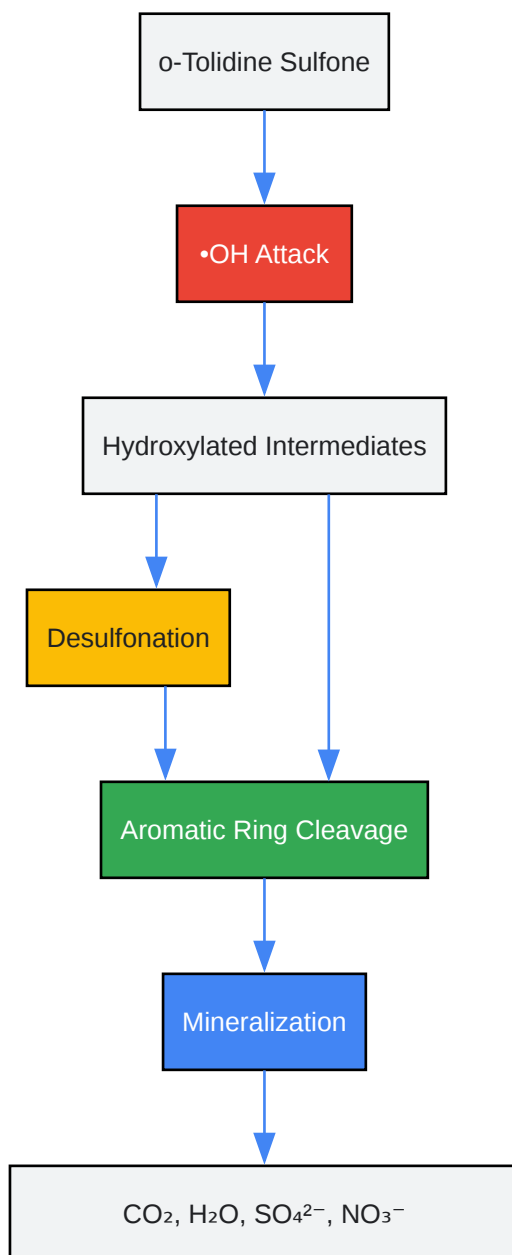 o-Tolidine Sulfone
•OH Attack
Hydroxylated Intermediates
Desulfonation
Aromatic Ring Cleavage
Mineralization
CO₂, H₂O, SO₄²⁻, NO₃⁻